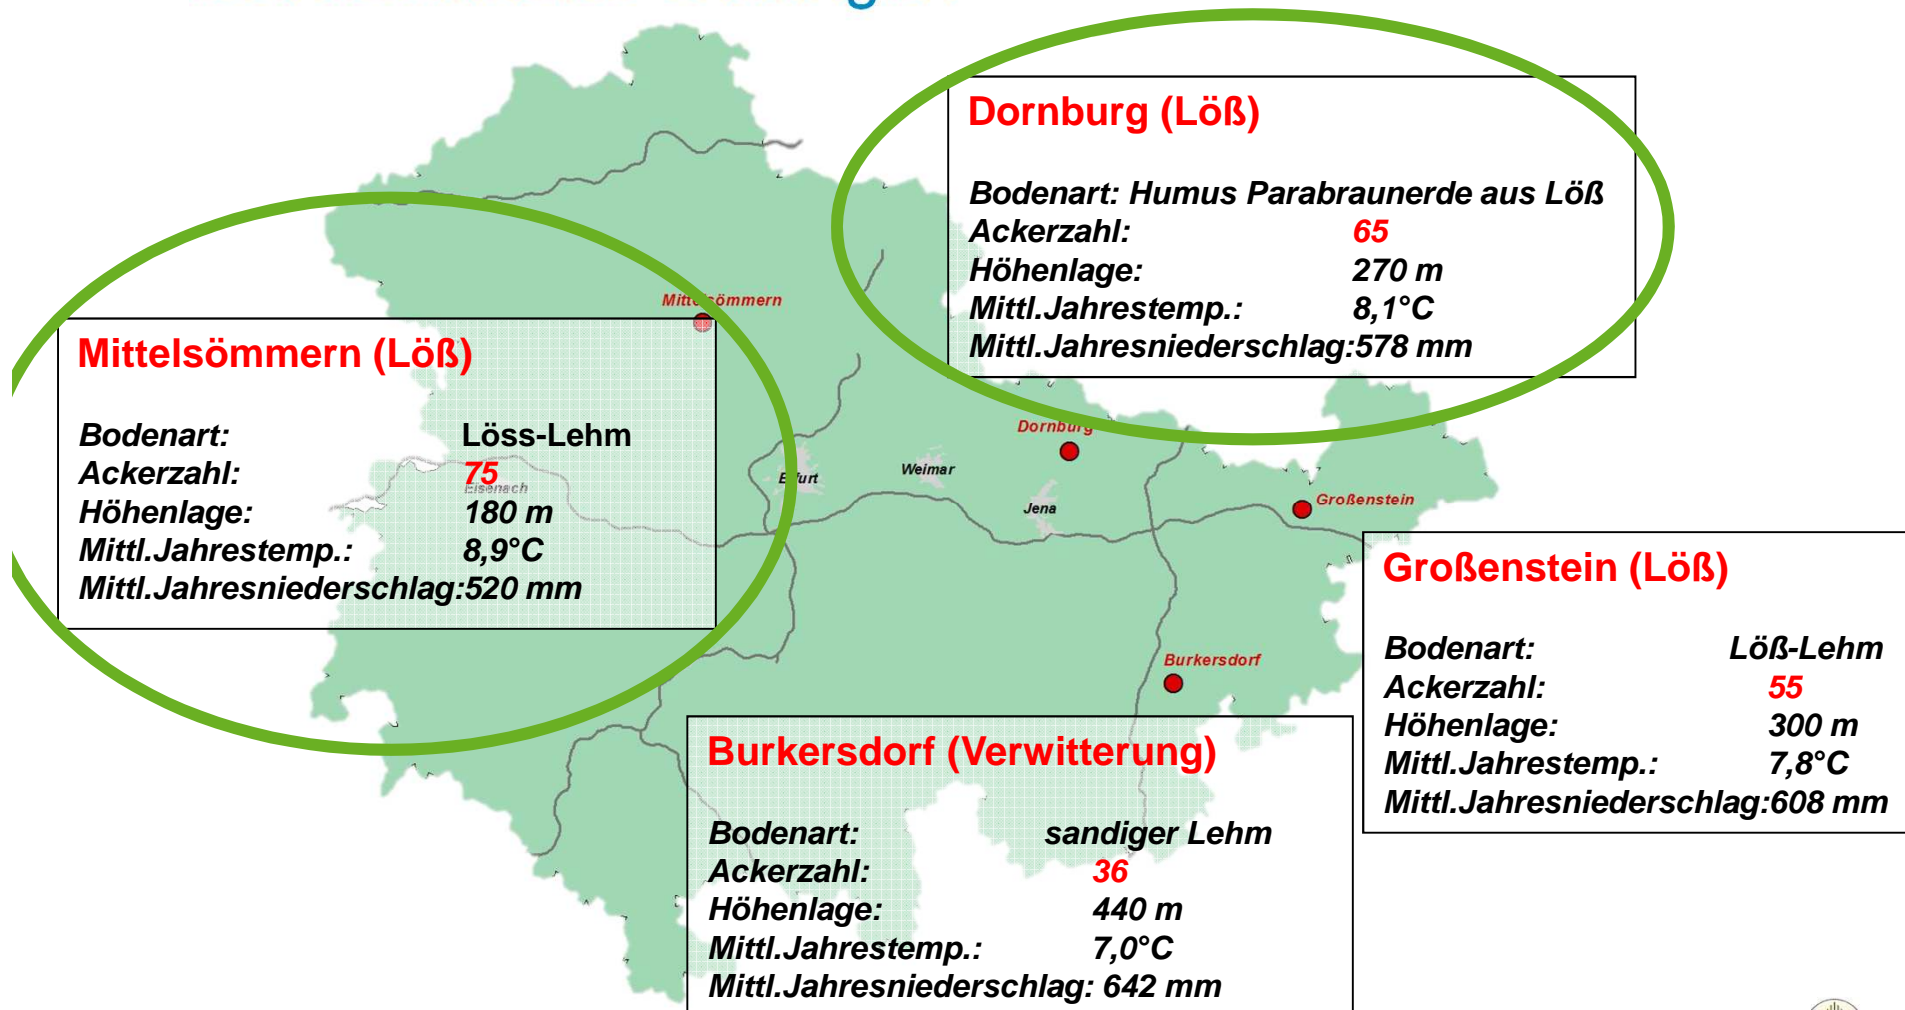 Dornburg (Löß)
Bodenart: Humus Parabraunerde aus Löß
Ackerzahl: 65
Höhenlage: 270 m
Mittl.Jahrestemp.: 8,1°C
Mittl.Jahresniederschlag:578 mm
Mittelsömmern
Mittelsömmern (Löß)
Bodenart: Löss-Lehm
Ackerzahl: 75
Eisenach
Höhenlage: 180 m
Mittl.Jahrestemp.: 8,9°C
Mittl.Jahresniederschlag:520 mm
Erfurt
Weimar
Dornburg
Jena
Großenstein
Großenstein (Löß)
Bodenart: Löß-Lehm
Ackerzahl: 55
Höhenlage: 300 m
Mittl.Jahrestemp.: 7,8°C
Mittl.Jahresniederschlag:608 mm
Burkersdorf
Burkersdorf (Verwitterung)
Bodenart: sandiger Lehm
Ackerzahl: 36
Höhenlage: 440 m
Mittl.Jahrestemp.: 7,0°C
Mittl.Jahresniederschlag: 642 mm